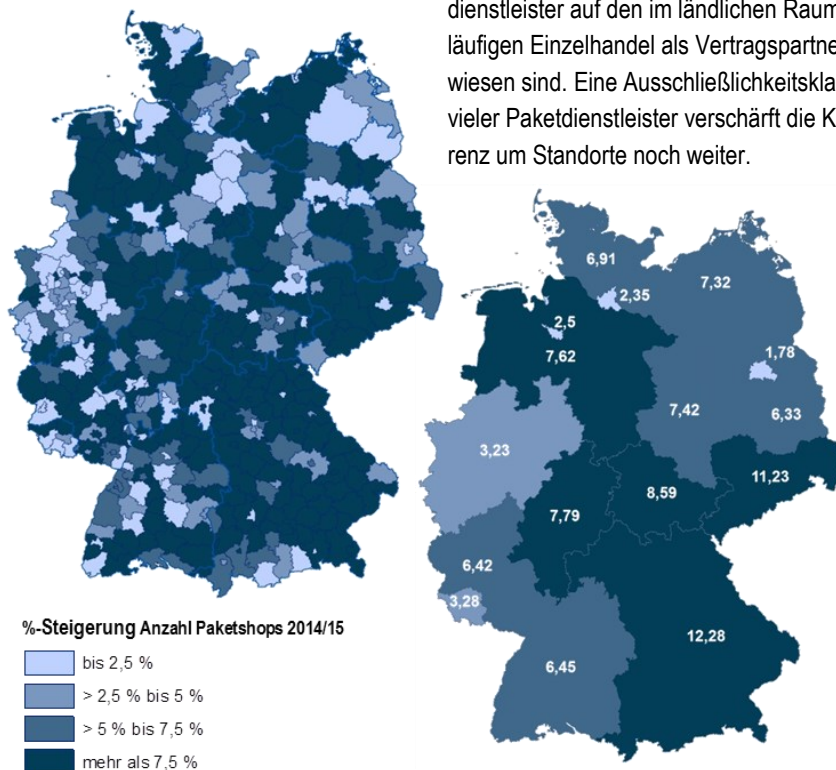 dienstleister auf den im ländlichen Raum
läufigen Einzelhandel als Vertragspartne
wiesen sind. Eine Ausschließlichkeitskla
vieler Paketdienstleister verschärft die K
renz um Standorte noch weiter.
6,91
7,32
2,35
2,5
1,78
7,62
7,42
6,33
3,23
11,23
8,59
7,79
6,42
3,28
12,28
6,45
%-Steigerung Anzahl Paketshops 2014/15
bis 2,5 %
> 2,5 % bis 5 %
> 5 % bis 7,5 %
mehr als 7,5 %